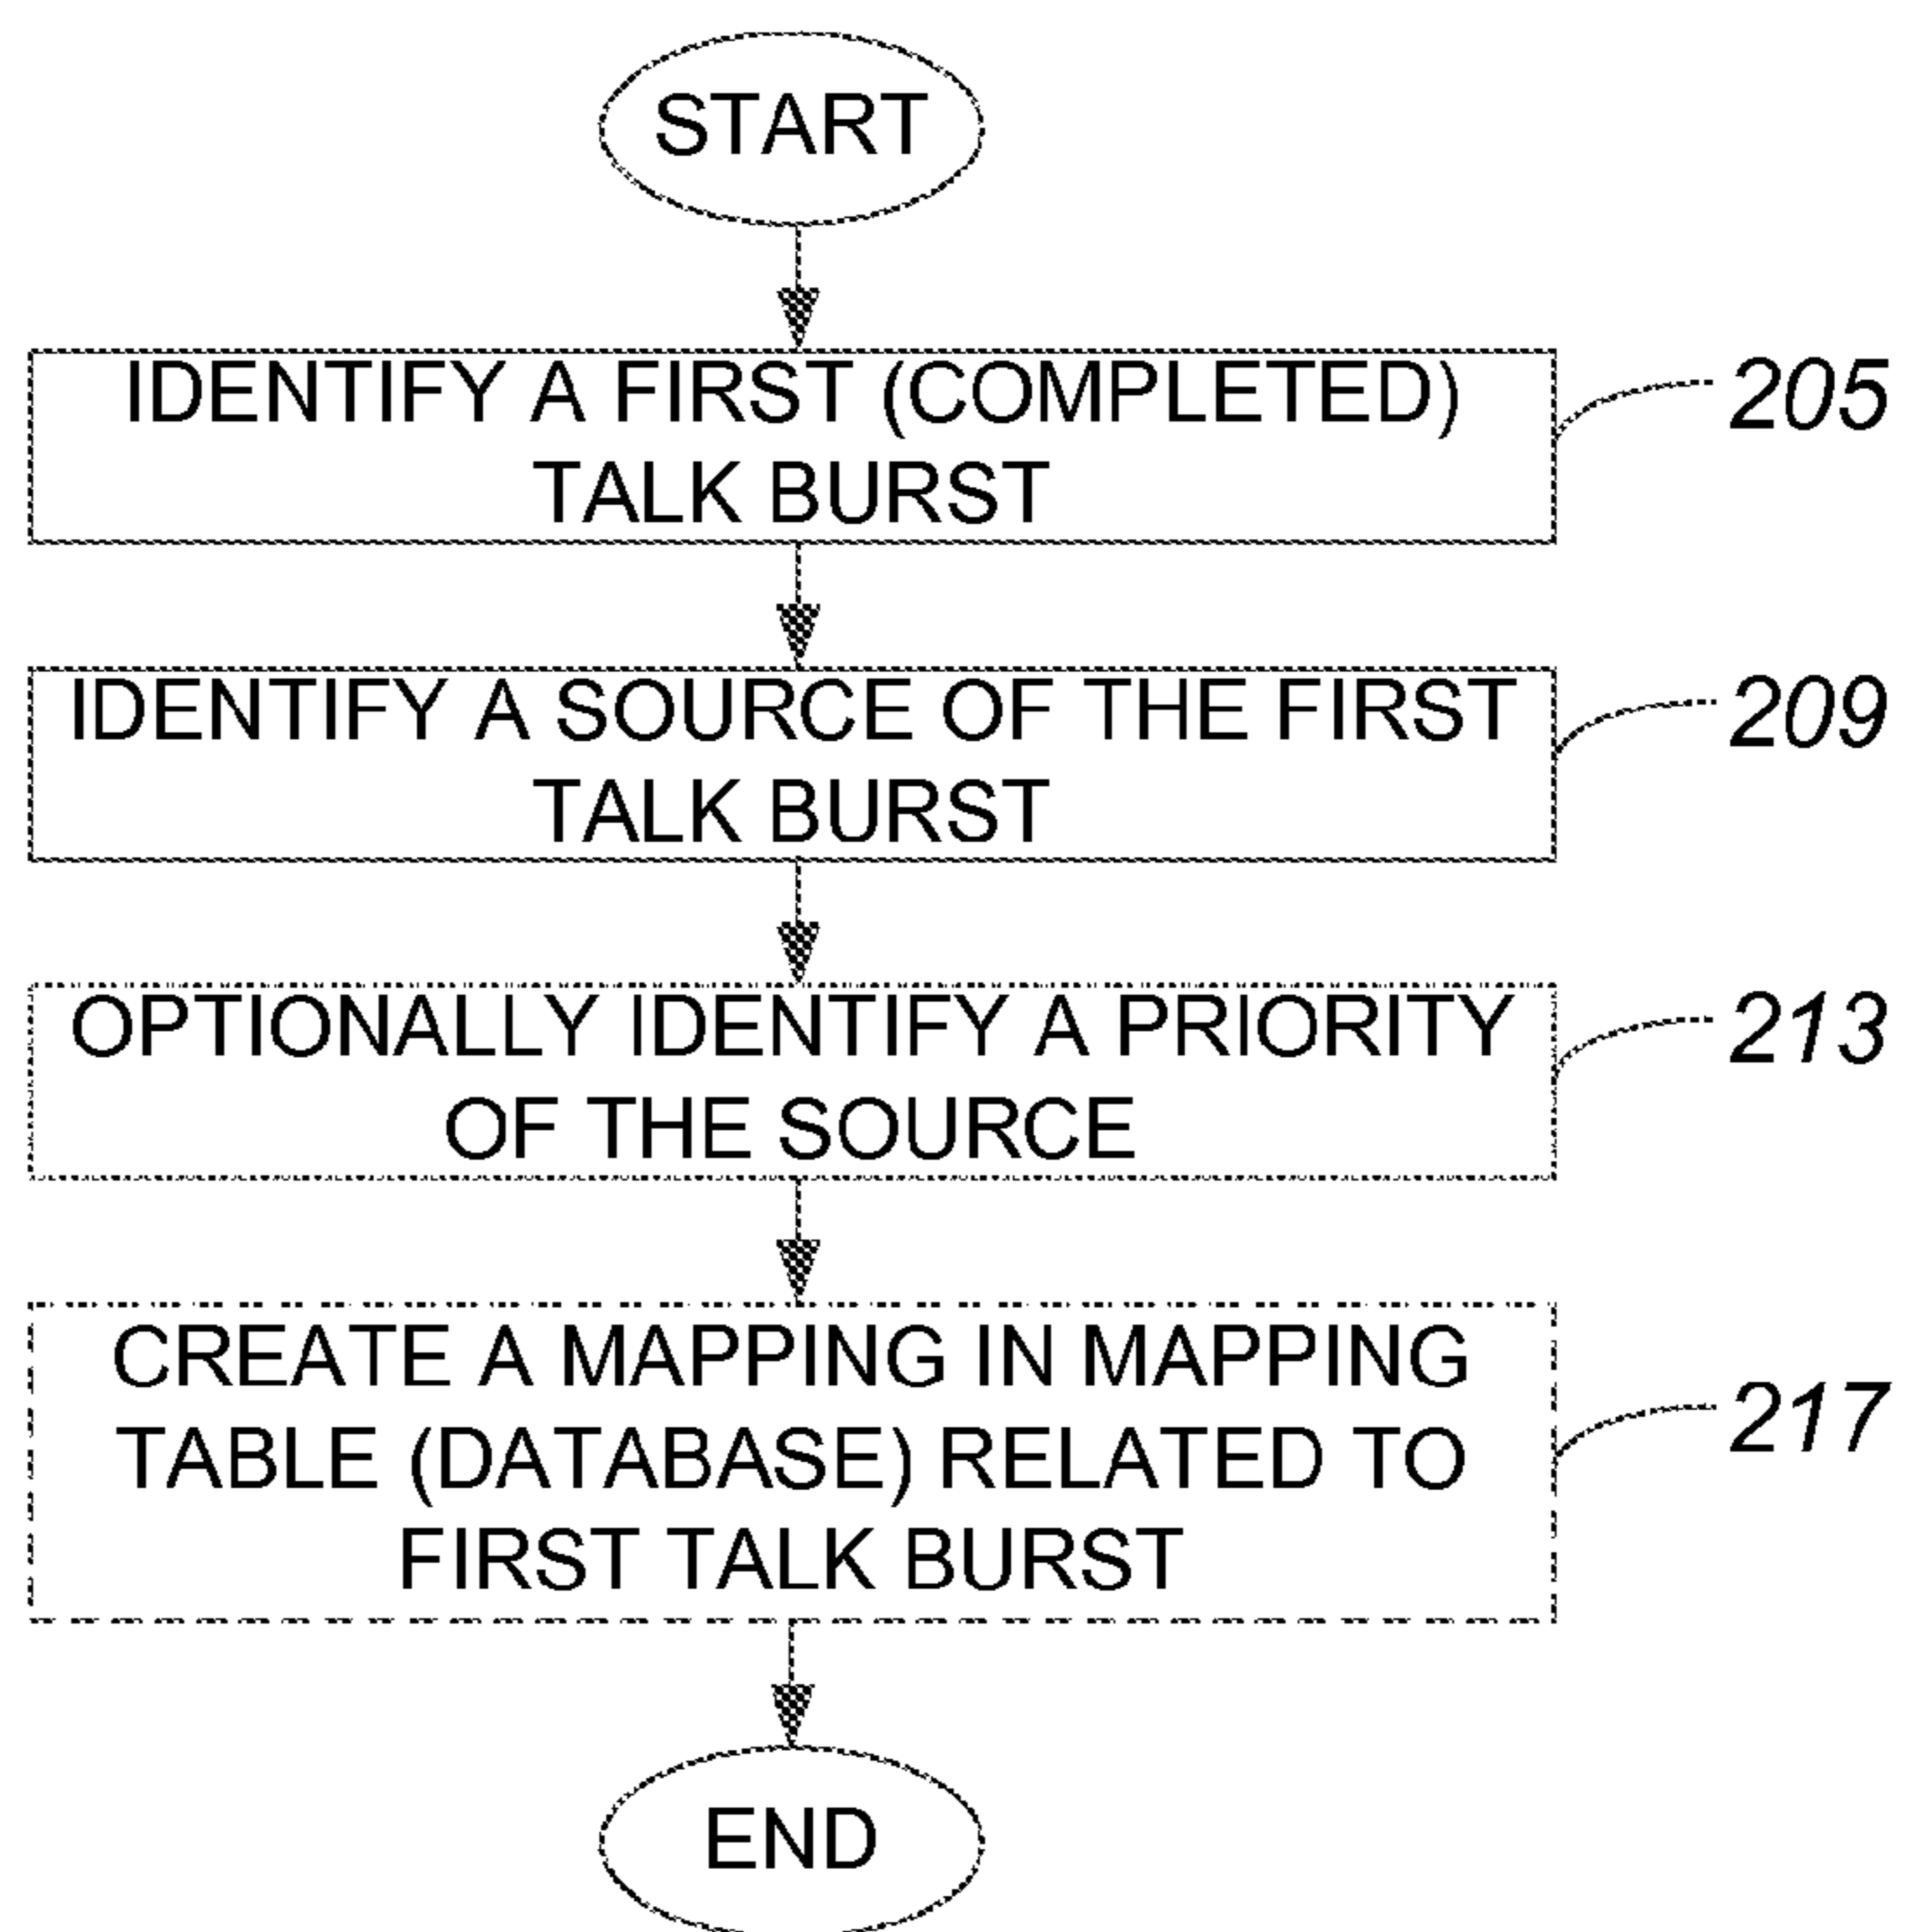 START
IDENTIFY A FIRST (COMPLETED)
TALK BURST
205
IDENTIFY A SOURCE OF THE FIRST
TALK BURST
209
OPTIONALLY IDENTIFY A PRIORITY
OF THE SOURCE
213
CREATE A MAPPING IN MAPPING
TABLE (DATABASE) RELATED TO
FIRST TALK BURST
217
END